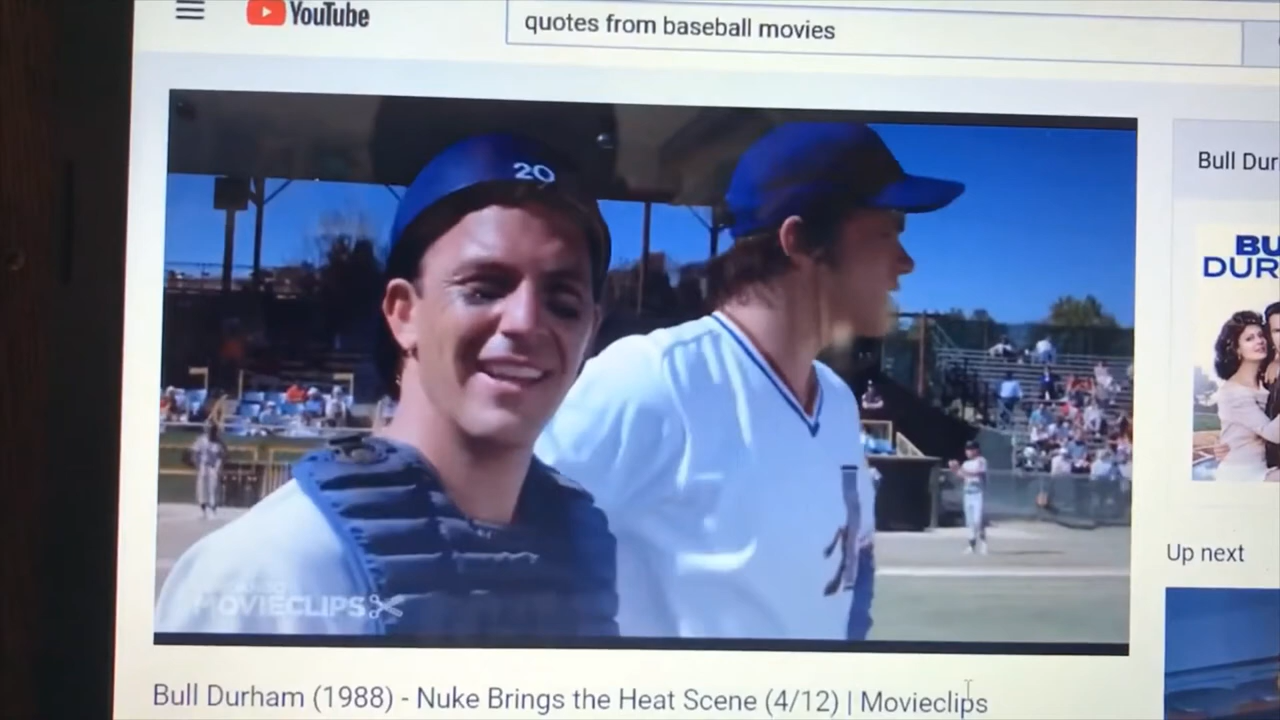 YouTube
quotes from baseball movies
20
Bull Dur
BU
DUR
MOVIECLIPS
Up next
Bull Durham (1988) - Nuke Brings the Heat Scene (4/12) | Movieclips